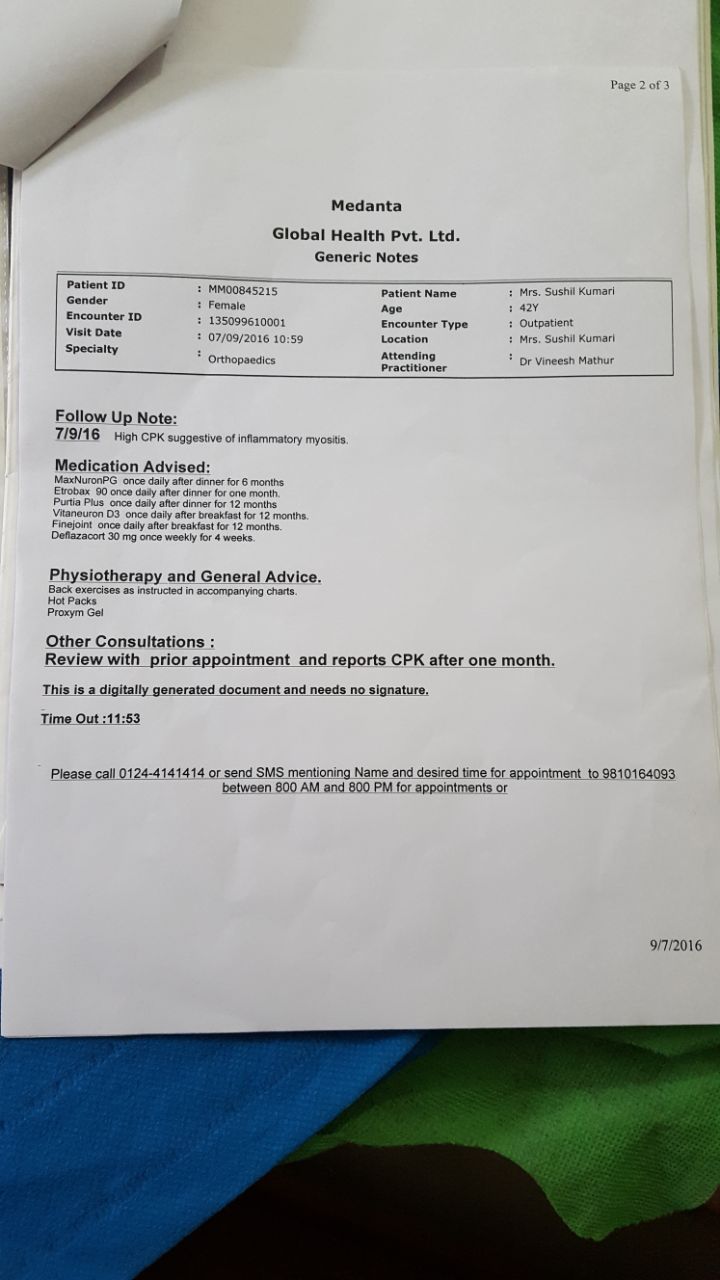 Page 2 of 3
Medanta
Global Health Pvt. Ltd.
Generic Notes
Patient ID : MM00845215 Patient Name : Mrs. Sushil Kumari
Gender : Female Age : 42Y
Encounter ID : 135099610001 Encounter Type : Outpatient
Visit Date : 07/09/2016 10:59 Location : Mrs. Sushil Kumari
Specialty : Orthopaedics Attending Practitioner : Dr Vineesh Mathur
Follow Up Note:
7/9/16 High CPK suggestive of inflammatory myositis.
Medication Advised:
MaxNuronPG once daily after dinner for 6 months
Etrobax 90 once daily after dinner for one month.
Purtia Plus once daily after dinner for 12 months
Vitaneuron D3 once daily after breakfast for 12 months.
Finejoint once daily after breakfast for 12 months.
Deflazacort 30 mg once weekly for 4 weeks.
Physiotherapy and General Advice.
Back exercises as instructed in accompanying charts.
Hot Packs
Proxym Gel
Other Consultations :
Review with prior appointment and reports CPK after one month.
This is a digitally generated document and needs no signature.
Time Out :11:53
Please call 0124-4141414 or send SMS mentioning Name and desired time for appointment to 9810164093
between 800 AM and 800 PM for appointments or
9/7/2016